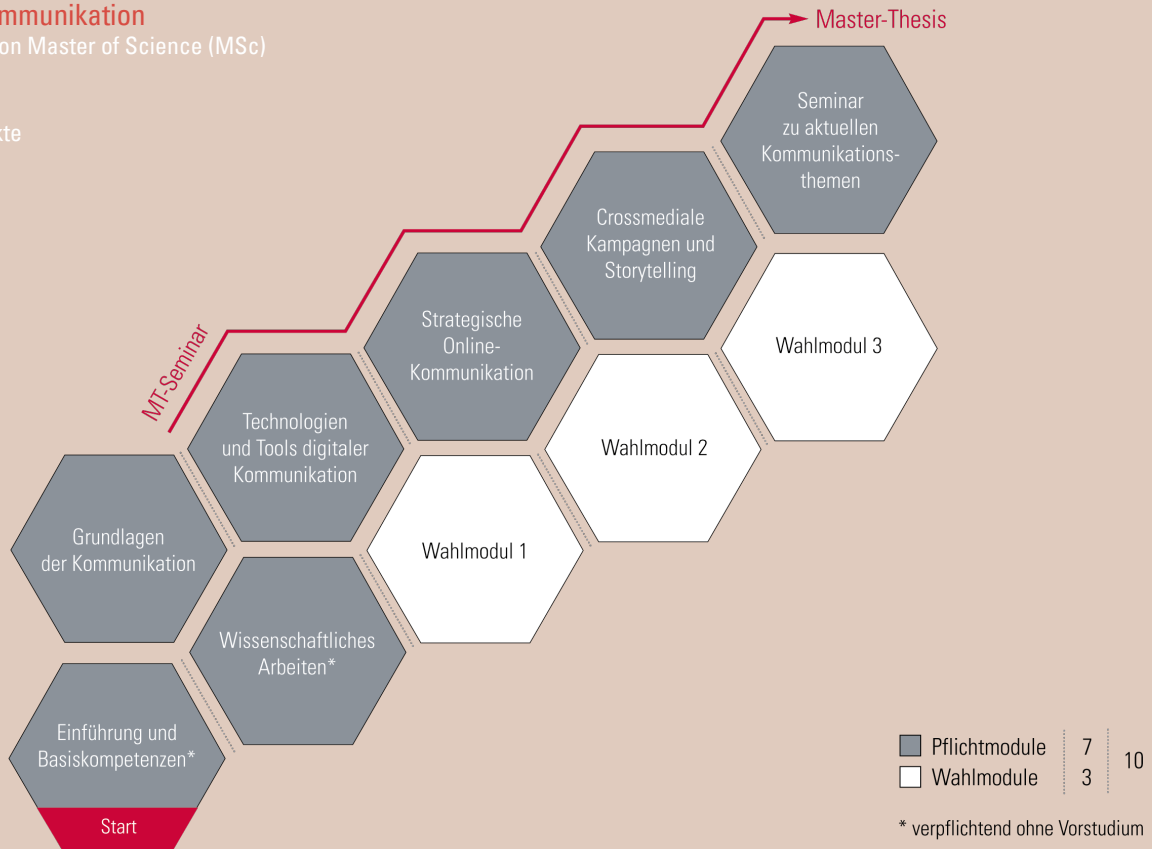 mmunikation
on Master of Science (MSc)
kte
Master-Thesis
Seminar
zu aktuellen
Kommunikations-
themen
Crossmediale
Kampagnen und
Storytelling
Strategische
Online-
Kommunikation
Wahlmodul 3
MT-Seminar
Technologien
und Tools digitaler
Kommunikation
Wahlmodul 2
Grundlagen
der Kommunikation
Wahlmodul 1
Wissenschaftliches
Arbeiten*
Einführung und
Basiskompetenzen*
Start
Pflichtmodule 7
Wahlmodule 3
10
* verpflichtend ohne Vorstudium